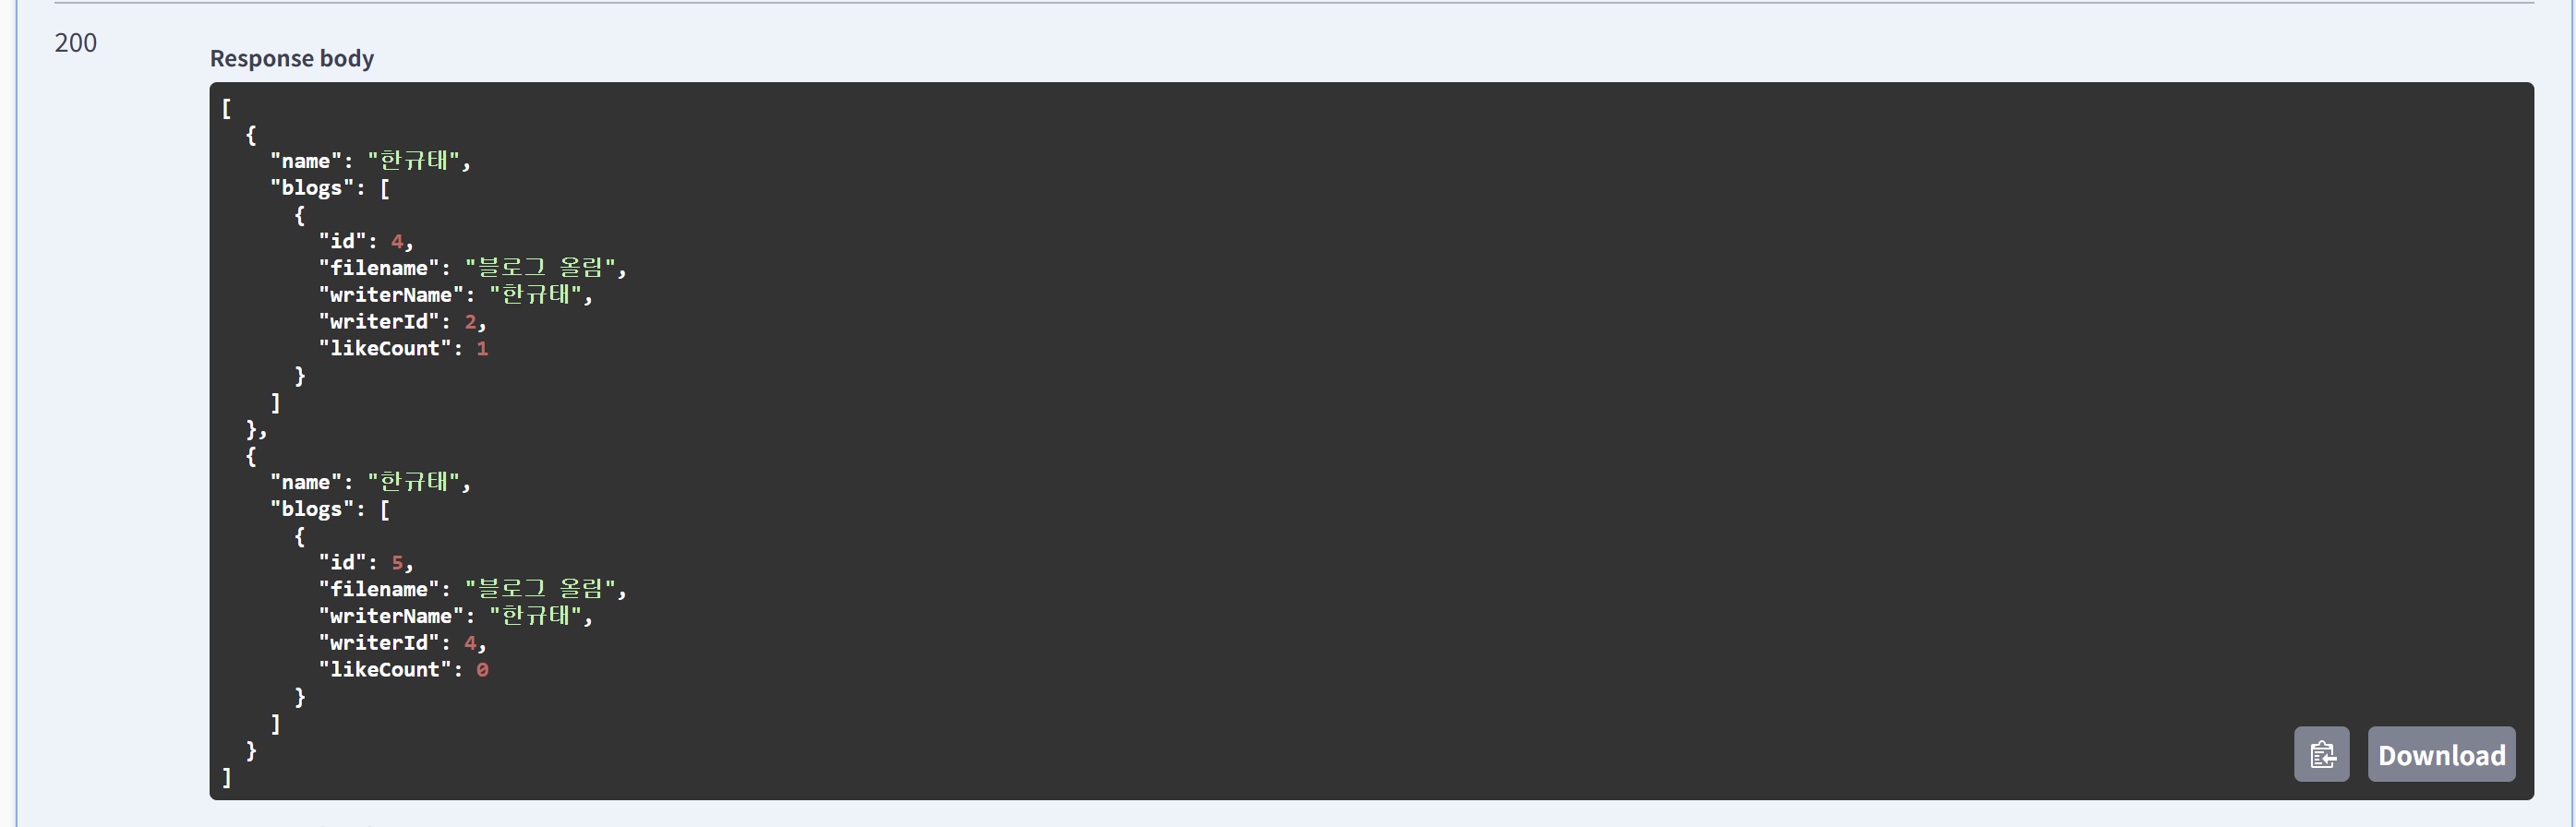 200
Response body
[
  {
    "name": "한규태",
    "blogs": [
      {
        "id": 4,
        "filename": "블로그 올림",
        "writerName": "한규태",
        "writerId": 2,
        "likeCount": 1
      }
    ]
  },
  {
    "name": "한규태",
    "blogs": [
      {
        "id": 5,
        "filename": "블로그 올림",
        "writerName": "한규태",
        "writerId": 4,
        "likeCount": 0
      }
    ]
  }
]
Download